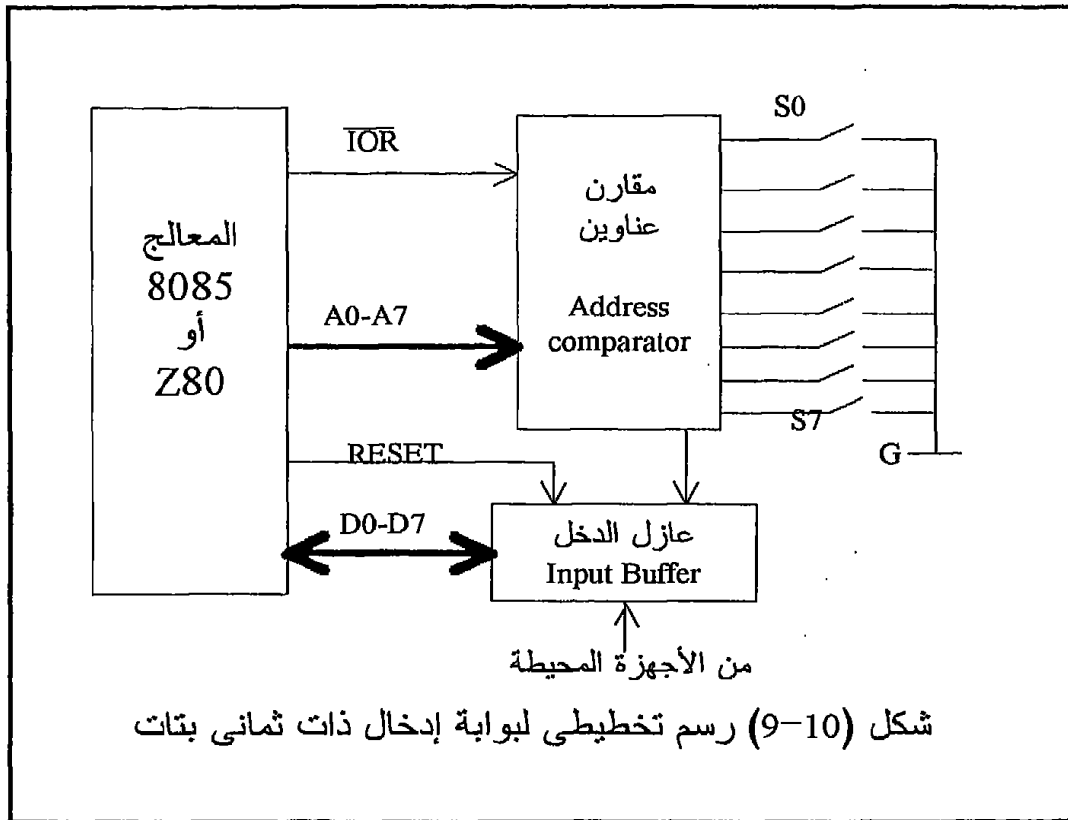 S0
IOR
مقارن
عناوين
المعالج
8085
أو
Z80
A0-A7
Address
comparator
S7
G
RESET
D0-D7
عازل الدخل
Input Buffer
من الأجهزة المحيطة
شكل (10-9) رسم تخطيطى لبوابة إدخال ذات ثمانى بتات